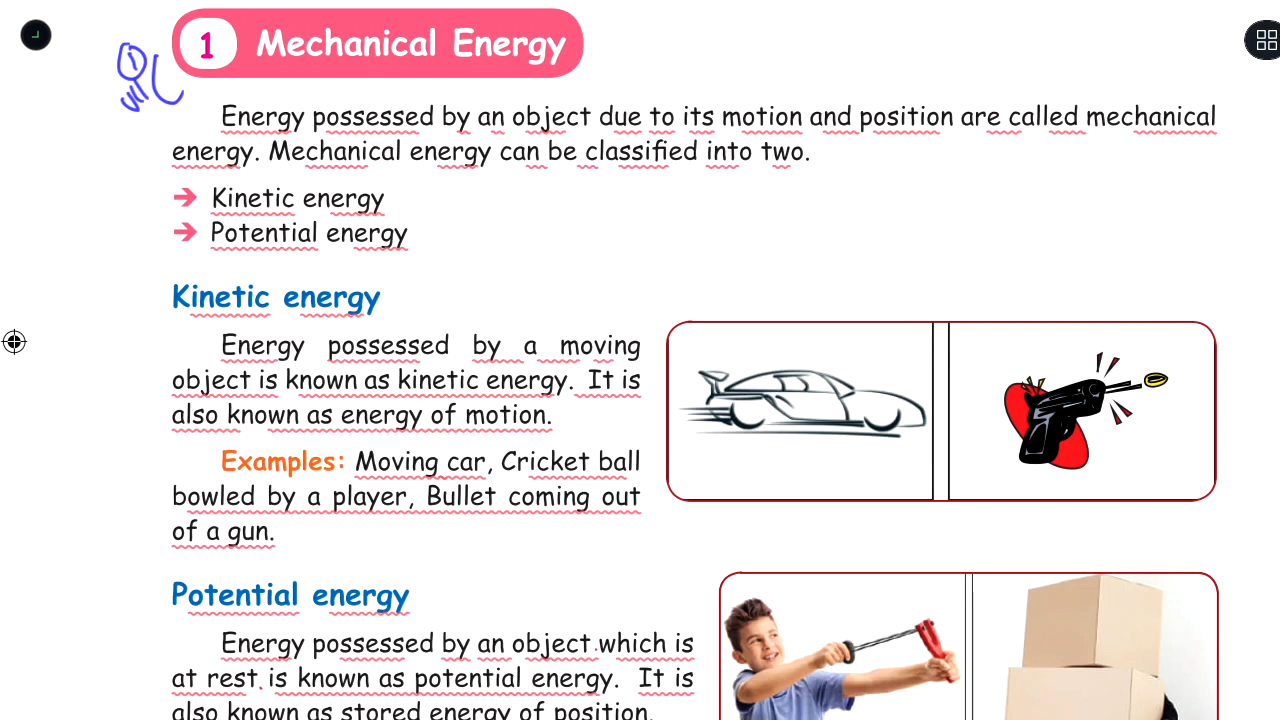 1 Mechanical Energy
Energy possessed by an object due to its motion and position are called mechanical
energy. Mechanical energy can be classified into two.
➔ Kinetic energy
➔ Potential energy
Kinetic energy
Energy possessed by a moving
object is known as kinetic energy. It is
also known as energy of motion.
Examples: Moving car, Cricket ball
bowled by a player, Bullet coming out
of a gun.
Potential energy
Energy possessed by an object which is
at rest is known as potential energy. It is
also known as stored energy of position.